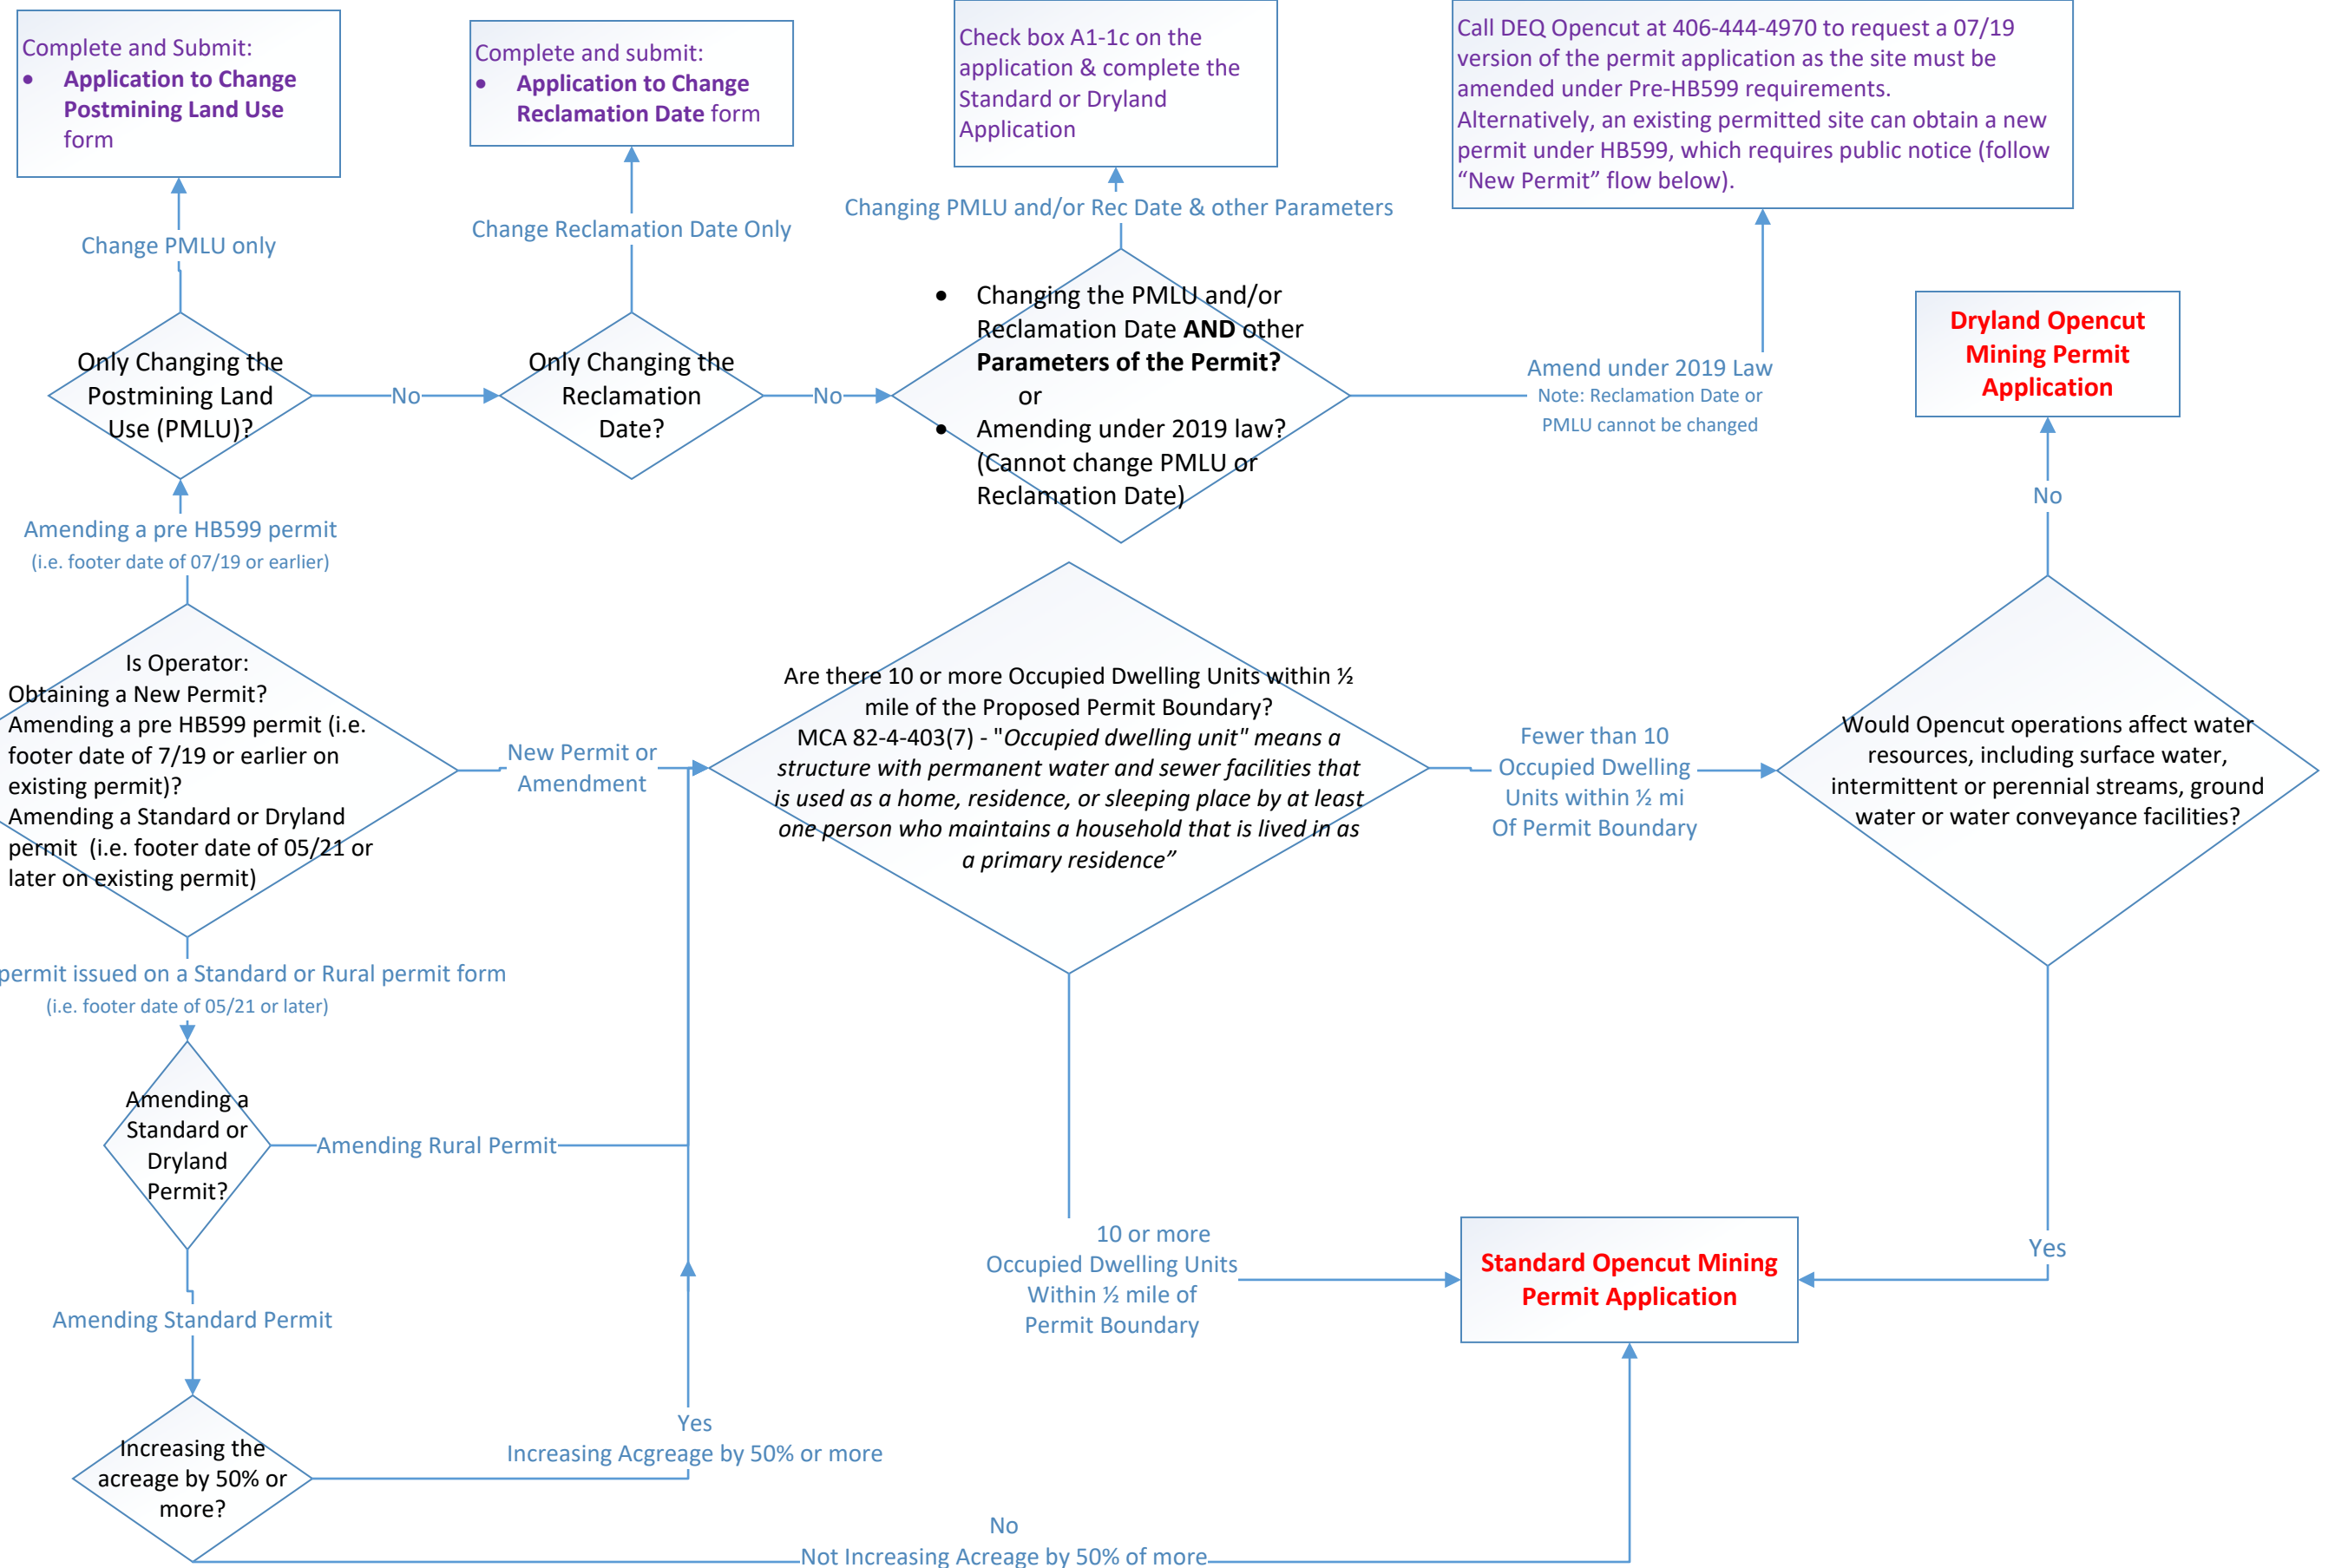 Complete and Submit:
• Application to Change
Postmining Land Use
form
Complete and submit:
• Application to Change
Reclamation Date form
Check box A1-1c on the
application & complete the
Standard or Dryland
Application
Call DEQ Opencut at 406-444-4970 to request a 07/19
version of the permit application as the site must be
amended under Pre-HB599 requirements.
Alternatively, an existing permitted site can obtain a new
permit under HB599, which requires public notice (follow
“New Permit” flow below).
Change PMLU only
Change Reclamation Date Only
Changing PMLU and/or Rec Date & other Parameters
Only Changing the
Postmining Land
Use (PMLU)?
No
Only Changing the
Reclamation
Date?
No
• Changing the PMLU and/or
Reclamation Date AND other
Parameters of the Permit?
or
• Amending under 2019 law?
(Cannot change PMLU or
Reclamation Date)
Amend under 2019 Law
Note: Reclamation Date or
PMLU cannot be changed
Dryland Opencut
Mining Permit
Application
No
Amending a pre HB599 permit
(i.e. footer date of 07/19 or earlier)
Is Operator:
Obtaining a New Permit?
Amending a pre HB599 permit (i.e.
footer date of 7/19 or earlier on
existing permit)?
Amending a Standard or Dryland
permit (i.e. footer date of 05/21 or
later on existing permit)
New Permit or
Amendment
Are there 10 or more Occupied Dwelling Units within ½
mile of the Proposed Permit Boundary?
MCA 82-4-403(7) - "Occupied dwelling unit" means a
structure with permanent water and sewer facilities that
is used as a home, residence, or sleeping place by at least
one person who maintains a household that is lived in as
a primary residence”
Fewer than 10
Occupied Dwelling
Units within ½ mi
Of Permit Boundary
Would Opencut operations affect water
resources, including surface water,
intermittent or perennial streams, ground
water or water conveyance facilities?
permit issued on a Standard or Rural permit form
(i.e. footer date of 05/21 or later)
Amending a
Standard or
Dryland
Permit?
Amending Rural Permit
Amending Standard Permit
10 or more
Occupied Dwelling Units
Within ½ mile of
Permit Boundary
Standard Opencut Mining
Permit Application
Yes
Increasing the
acreage by 50% or
more?
Yes
Increasing Acgreage by 50% or more
No
Not Increasing Acreage by 50% of more